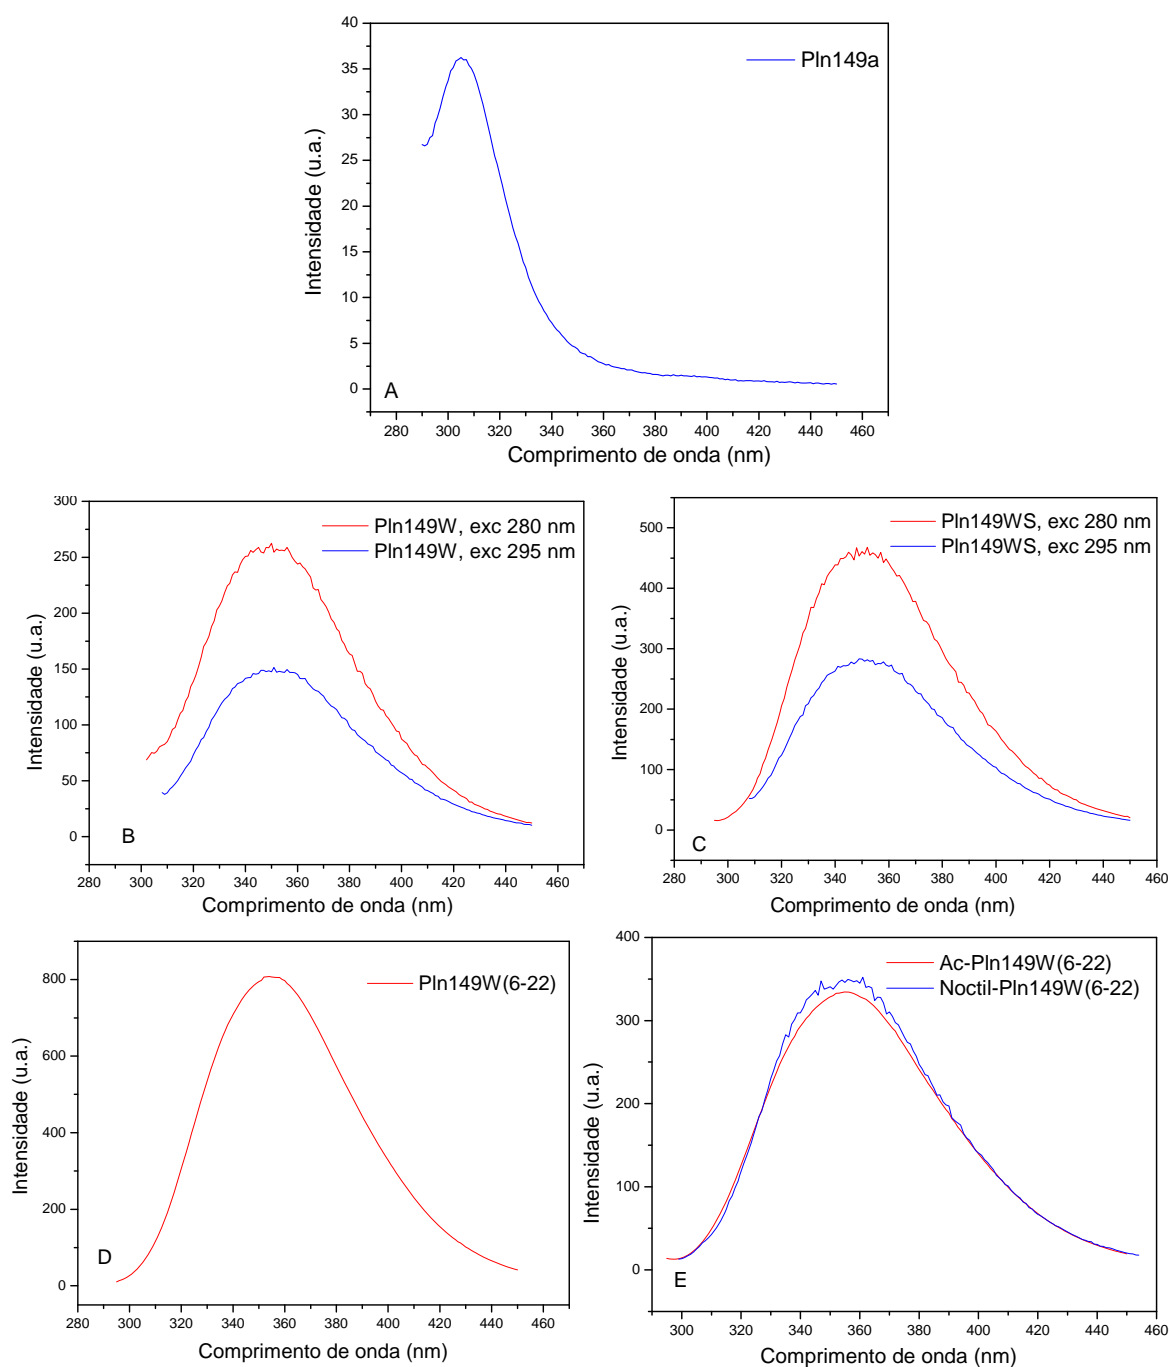 40
35
30
25
20
15
10
5
0
Intensidade (u.a.)
Pln149a
A
280 300 320 340 360 380 400 420 440 460
Comprimento de onda (nm)
300
250
200
150
100
50
0
Intensidade (u.a.)
Pln149W, exc 280 nm
Pln149W, exc 295 nm
B
280 300 320 340 360 380 400 420 440 460
Comprimento de onda (nm)
500
400
300
200
100
0
Intensidade (u.a.)
Pln149WS, exc 280 nm
Pln149WS, exc 295 nm
C
280 300 320 340 360 380 400 420 440 460
Comprimento de onda (nm)
800
600
400
200
0
Intensidade (u.a.)
Pln149W(6-22)
D
280 300 320 340 360 380 400 420 440 460
Comprimento de onda (nm)
400
300
200
100
0
Intensidade (u.a.)
Ac-Pln149W(6-22)
Noctil-Pln149W(6-22)
E
300 320 340 360 380 400 420 440 460
Comprimento de onda (nm)